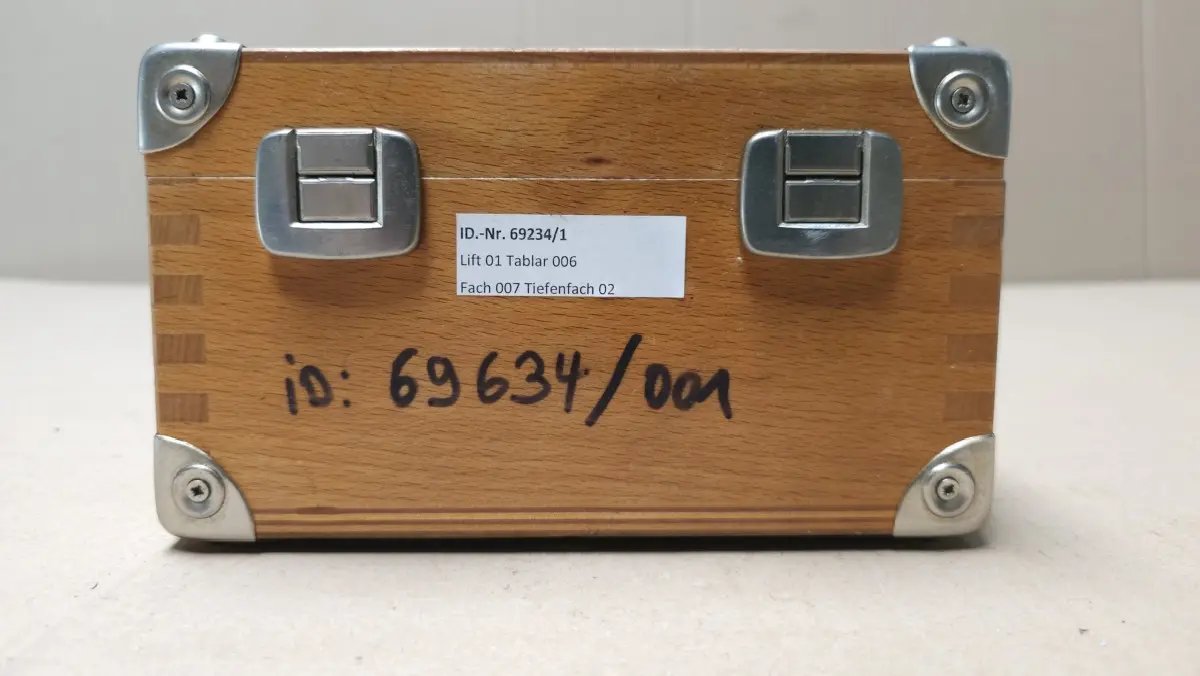 ID.-Nr. 69234/1
Lift 01 Tablar 006
Fach 007 Tiefenfach 02
iD: 69634/001